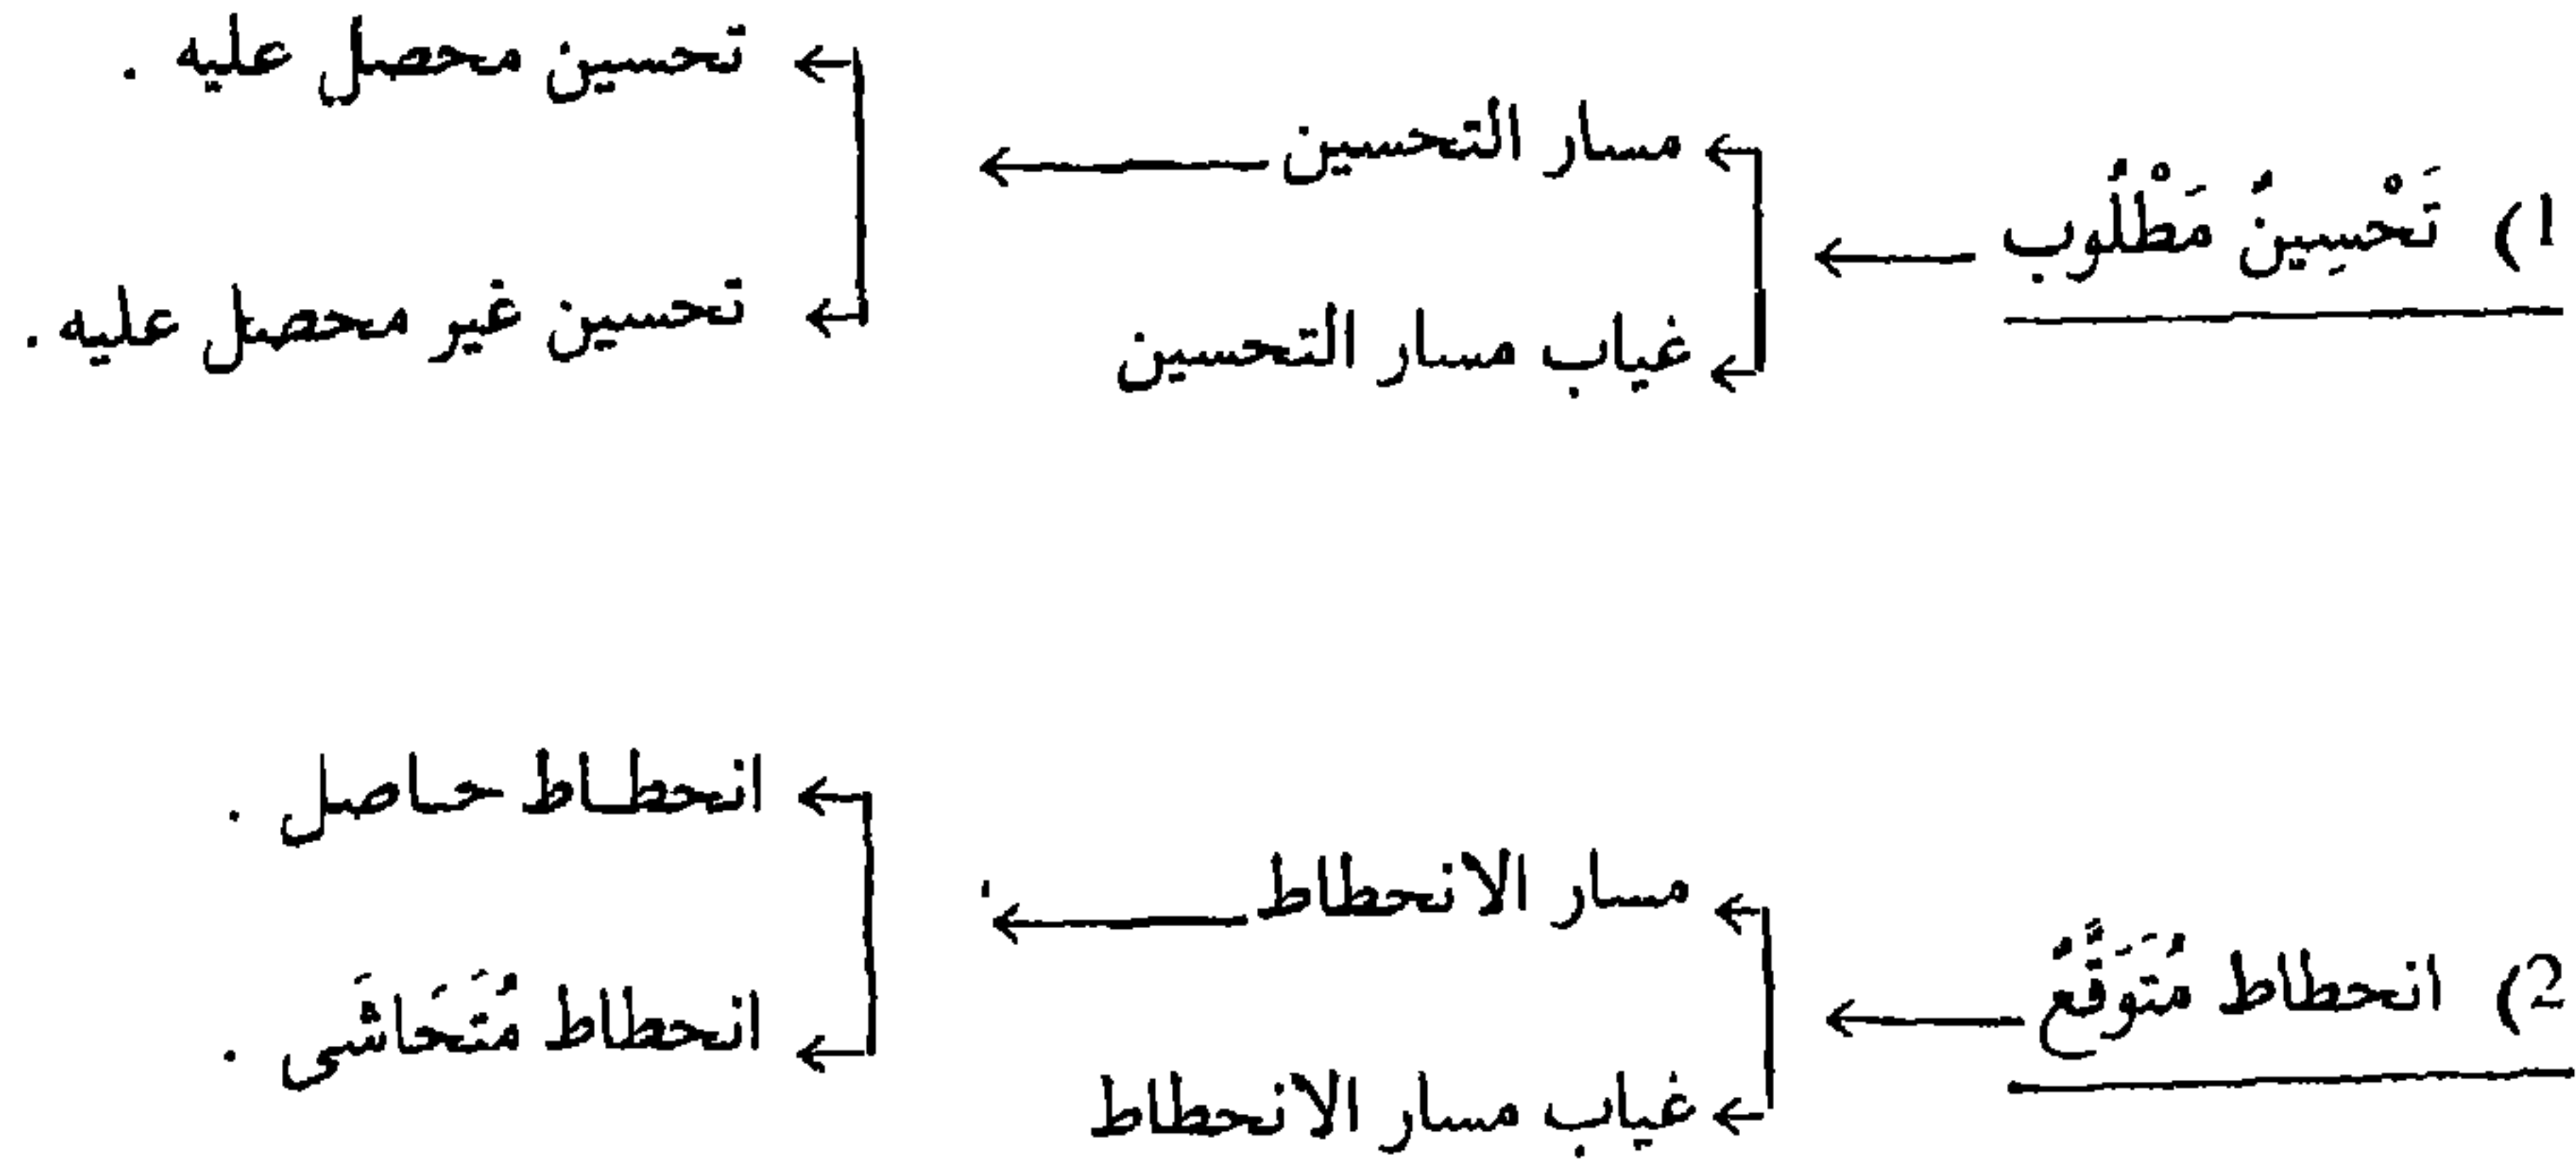 تحسين محصل عليه .
مسار التحسين
1) تَحْسِينٌ مَطْلُوب
تحسين غير محصل عليه .
غياب مسار التحسين
انحطاط حاصل .
مسار الانحطاط
2) انحطاط مُتَوَقَّعٌ
انحطاط مُتَحَاشَى .
غياب مسار الانحطاط